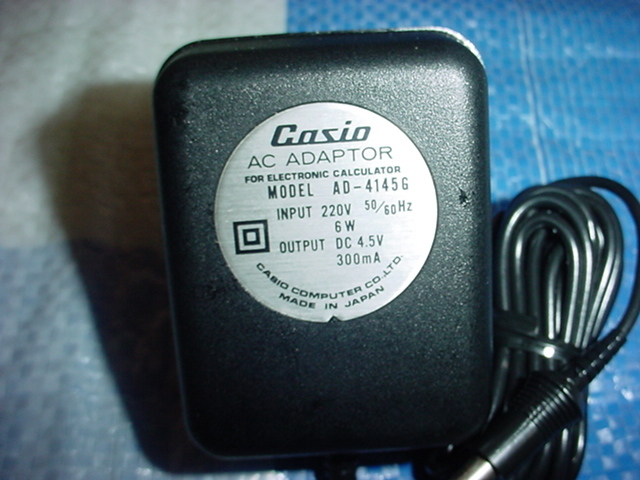 Casio
AC ADAPTOR
FOR ELECTRONIC CALCULATOR
MODEL AD-4145G
INPUT 220V 50/60Hz
6W
OUTPUT DC 4.5V
300mA
CASIO COMPUTER CO.,LTD.
MADE IN JAPAN